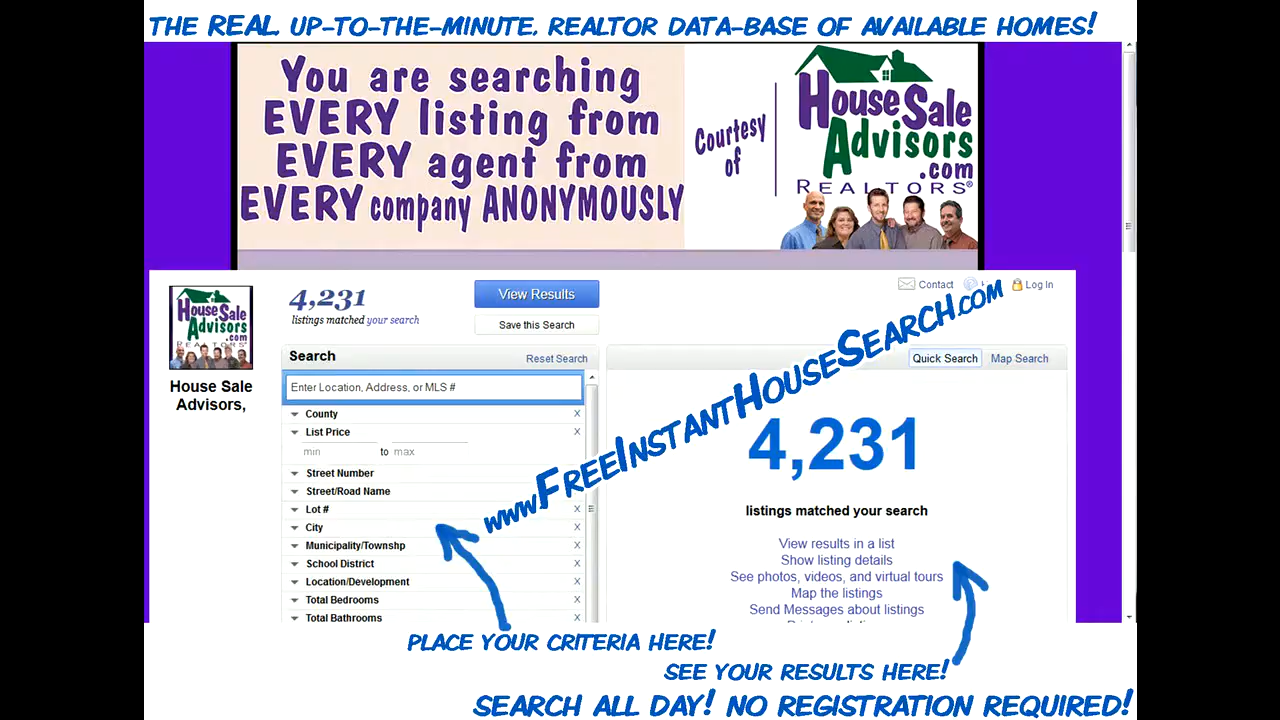 THE REAL, UP-TO-THE-MINUTE, REALTOR DATA-BASE OF AVAILABLE HOMES!
You are searching
EVERY listing from
EVERY agent from
EVERY company ANONYMOUSLY
Courtesy
of
House Sale
Advisors
.com
REALTORS®
House Sale
Advisors
.com
REALTORS®
House Sale
Advisors,
4,231
listings matched your search
View Results
Save this Search
Contact
Log In
www.FreeInstantHouseSearch.com
Search
Reset Search
Quick Search
Map Search
Enter Location, Address, or MLS #
County X
List Price X
min to max
Street Number
Street/Road Name
Lot # X
City X
Municipality/Townshp X
School District X
Location/Development X
Total Bedrooms X
Total Bathrooms X
4,231
listings matched your search
View results in a list
Show listing details
See photos, videos, and virtual tours
Map the listings
Send Messages about listings
PLACE YOUR CRITERIA HERE!
SEE YOUR RESULTS HERE!
SEARCH ALL DAY! NO REGISTRATION REQUIRED!